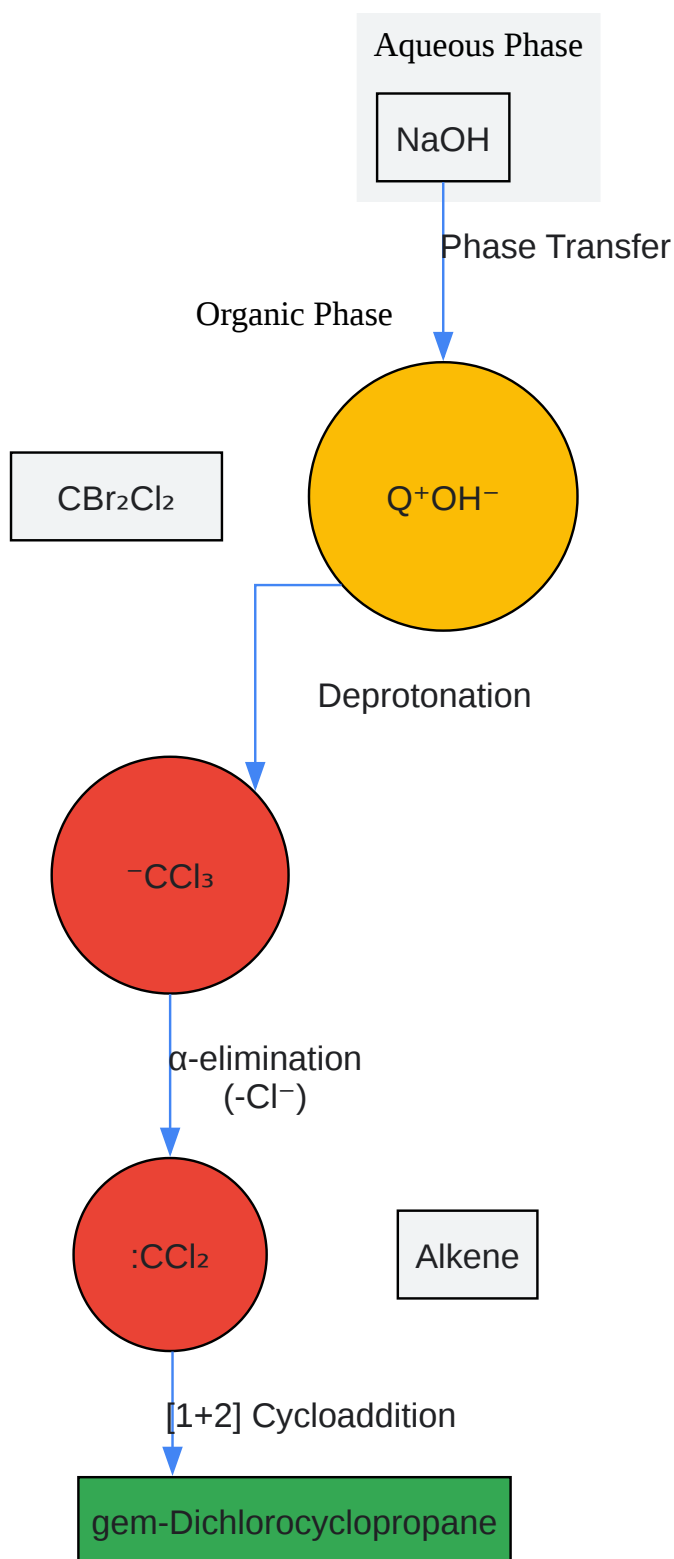 Aqueous Phase
NaOH
Phase Transfer
Organic Phase
CBr₂Cl₂
Q⁺OH⁻
Deprotonation
⁻CCl₃
α-elimination
(-Cl⁻)
:CCl₂
Alkene
[1+2] Cycloaddition
gem-Dichlorocyclopropane